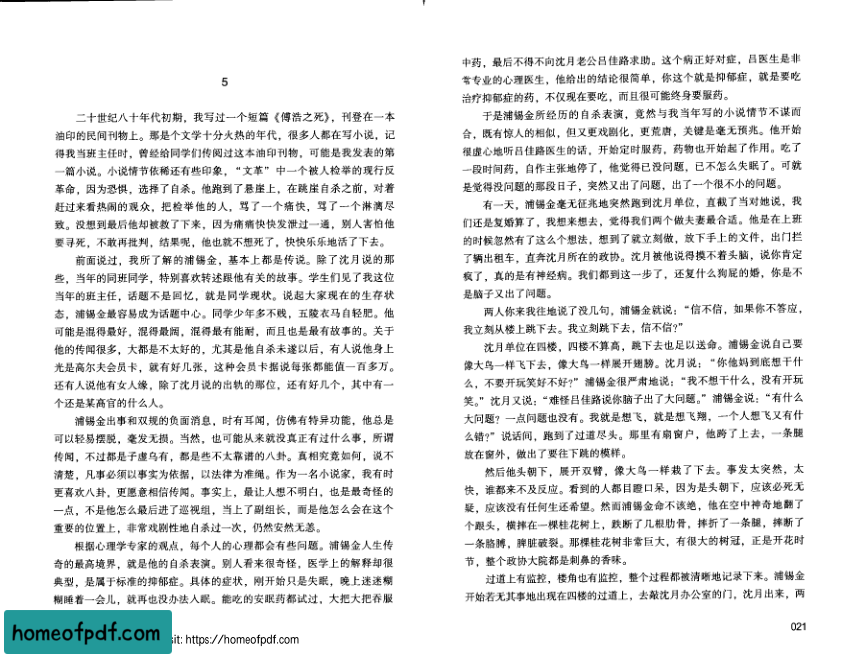 5
二十世纪八十年代初期，我写过一个短篇《傅浩之死》，刊登在一本
油印的民间刊物上。那是个文学十分火热的年代，很多人都在写小说，记
得我当班主任时，曾经给同学们传阅过这本油印刊物，可能是我发表的第
一篇小说。小说情节依稀还有些印象，“文革”中一个被人检举的现行反
革命，因为恐惧，选择了自杀。他跑到了悬崖上，在跳崖自杀之前，对着
赶过来看热闹的观众，把检举他的人，骂了一个痛快，骂了一个淋漓尽
致。没想到最后他却被救了下来，因为痛痛快快发泄过一通，别人害怕他
要寻死，不敢再批判，结果呢，他也就不想死了，快快乐乐地活了下去。
前面说过，我所了解的浦锡金，基本上都是传说。除了沈月说的那
些，当年的同班同学，特别喜欢转述跟他有关的故事。学生们见了我这位
当年的班主任，话题不是回忆，就是同学现状。说起大家现在的生存状
态，浦锡金最容易成为话题中心。同学少年多不贱，五陵衣马自轻肥。他
可能是混得最好，混得最阔，混得最有能耐，而且也是最有故事的。关于
他的传闻很多，大都是不太好的，尤其是他自杀未遂以后，有人说他身上
光是高尔夫会员卡，就有好几张，这种会员卡据说每张都能值一百多万。
还有人说他有女人缘，除了沈月说的出轨的那位，还有好几个，其中有一
个还是某高官的什么人。
浦锡金出事和双规的负面消息，时有耳闻，仿佛有特异功能，他总是
可以轻易摆脱，毫发无损。当然，也可能从来就没真正有过什么事，所谓
传闻，不过都是子虚乌有，都是些不太靠谱的八卦。真相究竟如何，说不
清楚，凡事必须以事实为依据，以法律为准绳。作为一名小说家，我有时
更喜欢八卦，更愿意相信传闻。事实上，最让人想不明白，也是最奇怪的
一点，不是他怎么最后进了巡视组，当上了副组长，而是他怎么会在这个
重要的位置上，非常戏剧性地自杀过一次，仍然安然无恙。
根据心理学专家的观点，每个人的心理都会有些问题。浦锡金人生传
奇的最高境界，就是他的自杀表演。别人看来很奇怪，医学上的解释却很
典型，是属于标准的抑郁症。具体的症状，刚开始只是失眠，晚上迷迷糊
糊睡着一会儿，就再也没办法入眠。能吃的安眠药都试过，大把大把吞服
中药，最后不得不向沈月老公吕佳路求助。这个病正好对症，吕医生是非
常专业的心理医生，他给出的结论很简单，你这个就是抑郁症，就是要吃
治疗抑郁症的药，不仅现在要吃，而且很可能终身要服药。
于是浦锡金所经历的自杀表演，竟然与我当年写的小说情节不谋而
合，既有惊人的相似，但又更戏剧化，更荒唐，关键是毫无预兆。他开始
很虚心地听吕佳路医生的话，开始定时服药，药物也开始起了作用。吃了
一段时间药，自作主张地停了，他觉得已没问题，已不怎么失眠了。可就
是觉得没问题的那段日子，突然又出了问题，出了一个很不小的问题。
有一天，浦锡金毫无征兆地突然跑到沈月单位，直截了当对她说，我
们还是复婚算了，我想来想去，觉得我们两个做夫妻最合适。他是在上班
的时候忽然有了这么个想法，想到了就立刻做，放下手上的文件，出门拦
了辆出租车，直奔沈月所在的政协。沈月被他说得摸不着头脑，说你肯定
疯了，真的是有神经病。我们都到这一步了，还复什么狗屁的婚，你是不
是脑子又出了问题。
两人你来我往地说了没几句，浦锡金就说：“信不信，如果你不答应，
我立刻从楼上跳下去。我立刻跳下去，信不信？”
沈月单位在四楼，四楼不算高，跳下去也足以送命。浦锡金说自己要
像大鸟一样飞下去，像大鸟一样展开翅膀。沈月说：“你他妈到底想干什
么，不要开玩笑好不好？”浦锡金很严肃地说：“我不想干什么，没有开玩
笑。”沈月又说：“难怪吕佳路说你脑子出了大问题。”浦锡金说：“有什么
大问题？一点问题也没有。我就是想飞，就是想飞翔，一个人想飞又有什
么错？”说话间，跑到了过道尽头。那里有扇窗户，他跨了上去，一条腿
放在窗外，做出了要往下跳的模样。
然后他头朝下，展开双臂，像大鸟一样栽了下去。事发太突然，太
快，谁都来不及反应。看到的人都目瞪口呆，因为是头朝下，应该必死无
疑，应该没有任何生还希望。然而浦锡金命不该绝，他在空中神奇地翻了
个跟头，横摔在一棵桂花树上，跌断了几根肋骨，摔折了一条腿，摔断了
一条胳膊，脾脏破裂。那棵桂花树非常巨大，有很大的树冠，正是开花时
节，整个政协大院都是刺鼻的香味。
过道上有监控，楼角也有监控，整个过程都被清晰地记录下来。浦锡金
开始若无其事地出现在四楼的过道上，去敲沈月办公室的门，沈月出来，两
021
homeofpdf.com
sit: https://homeofpdf.com